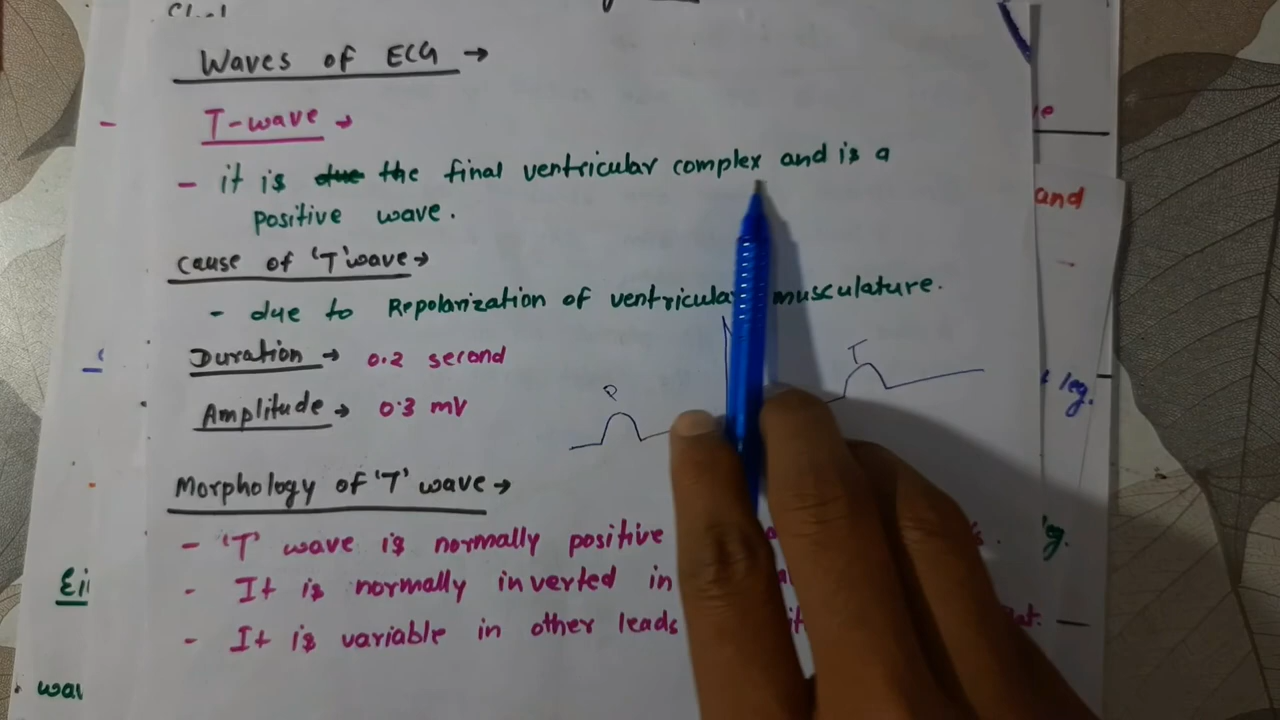 Waves of ECG →
T-wave →
- it is the final ventricular complex and is a
positive wave.
Cause of 'T' wave →
- due to Repolarization of ventricular musculature.
Duration → 0.2 second
Amplitude → 0.3 mV
P
T
Morphology of 'T' wave →
- 'T' wave is normally positive
- It is normally inverted in
- It is variable in other leads
and
leg.
wav